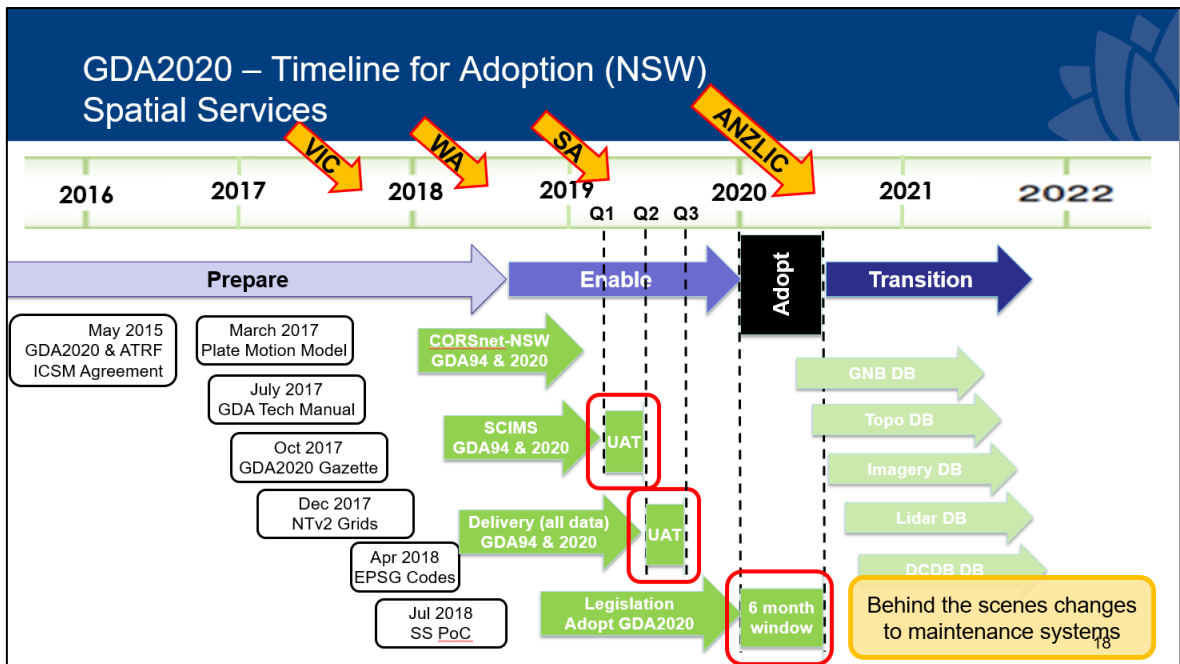 GDA2020 – Timeline for Adoption (NSW)
Spatial Services
VIC
WA
SA
ANZLIC
2016
2017
2018
2019
2020
2021
2022
Q1
Q2
Q3
Prepare
Enable
Adopt
Transition
May 2015
GDA2020 & ATRF
ICSM Agreement
March 2017
Plate Motion Model
July 2017
GDA Tech Manual
Oct 2017
GDA2020 Gazette
Dec 2017
NTv2 Grids
Apr 2018
EPSG Codes
Jul 2018
SS PoC
CORSnet-NSW
GDA94 & 2020
SCIMS
GDA94 & 2020
UAT
Delivery (all data)
GDA94 & 2020
UAT
Legislation
Adopt GDA2020
6 month
window
GNB DB
Topo DB
Imagery DB
Lidar DB
DCDB DB
Behind the scenes changes
to maintenance systems
18